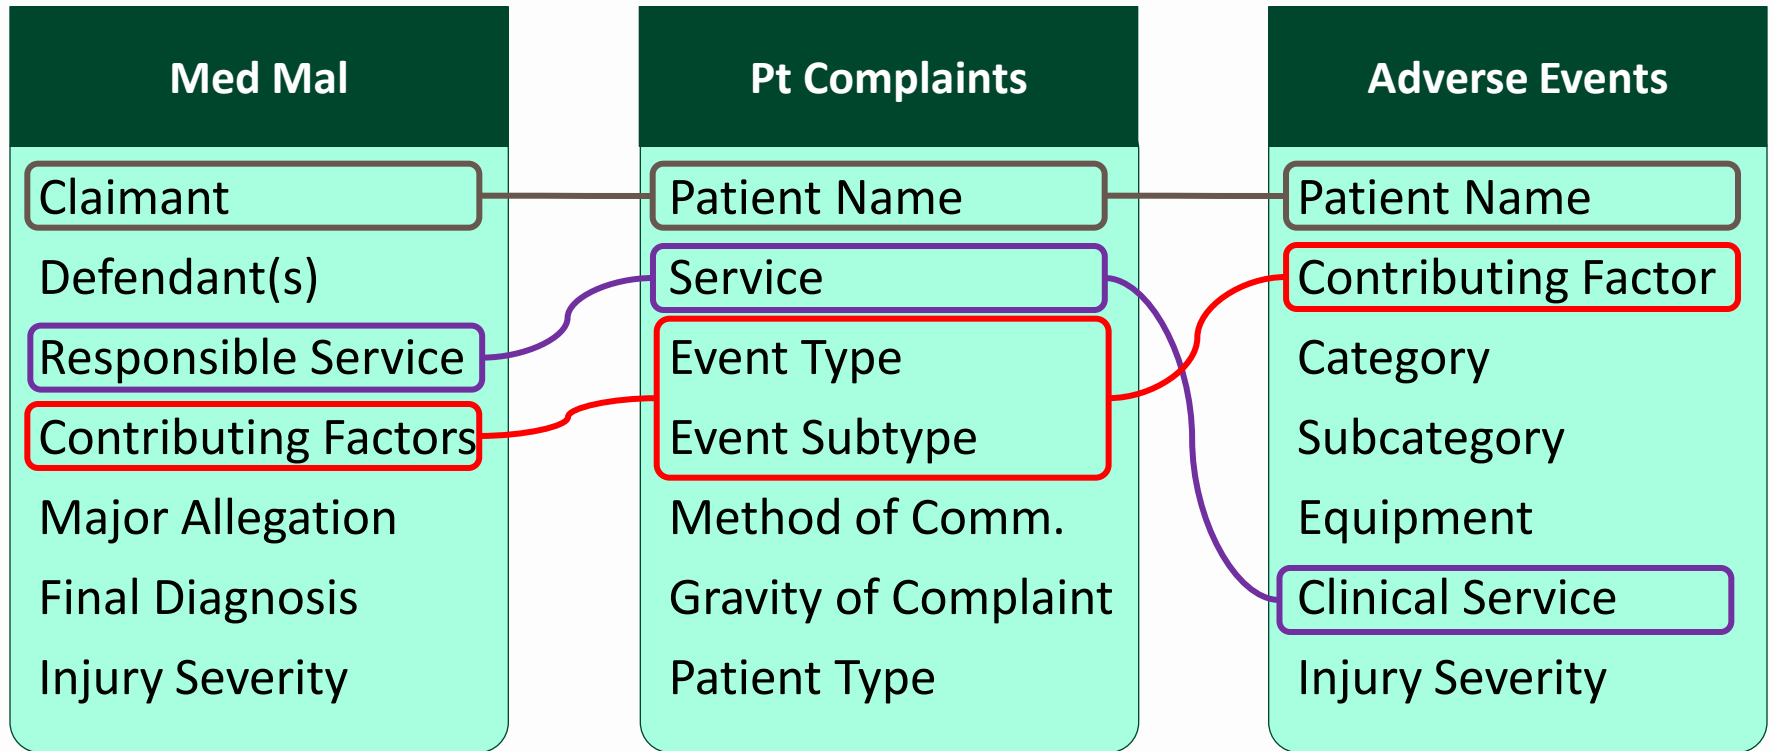 Med Mal
Claimant
Defendant(s)
Responsible Service
Contributing Factors
Major Allegation
Final Diagnosis
Injury Severity
Pt Complaints
Patient Name
Service
Event Type
Event Subtype
Method of Comm.
Gravity of Complaint
Patient Type
Adverse Events
Patient Name
Contributing Factor
Category
Subcategory
Equipment
Clinical Service
Injury Severity